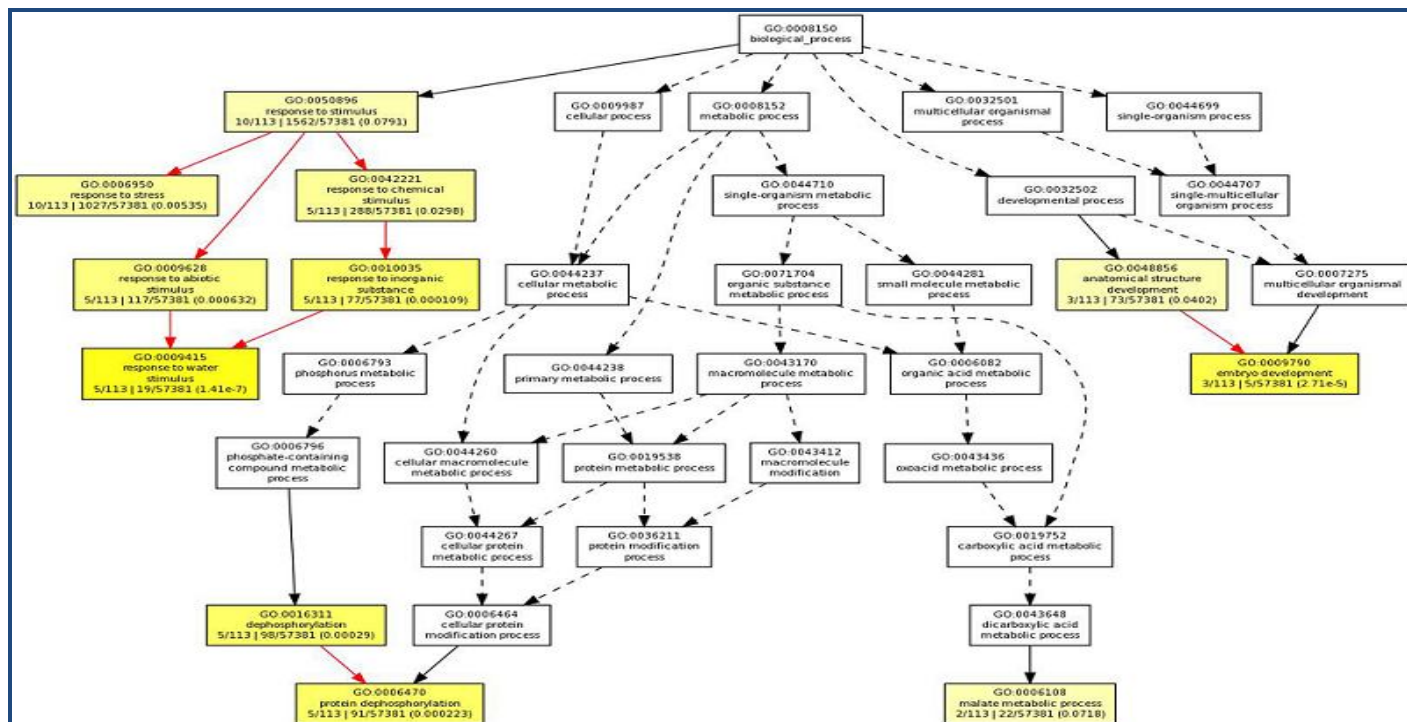 GO:0008150
biological_process
GO:0050896
response to stimulus
10/113 | 1562/57381 (0.0791)
GO:0009987
cellular process
GO:0008152
metabolic process
GO:0032501
multicellular organismal
process
GO:0044699
single-organism process
GO:0006950
response to stress
10/113 | 1027/57381 (0.00535)
GO:0042221
response to chemical
stimulus
5/113 | 288/57381 (0.0298)
GO:0044710
single-organism metabolic
process
GO:0032502
developmental process
GO:0044707
single-multicellular
organism process
GO:0009628
response to abiotic
stimulus
5/113 | 117/57381 (0.000632)
GO:0010035
response to inorganic
substance
5/113 | 77/57381 (0.000109)
GO:0044237
cellular metabolic
process
GO:0071704
organic substance
metabolic process
GO:0044281
small molecule metabolic
process
GO:0048856
anatomical structure
development
3/113 | 73/57381 (0.0402)
GO:0007275
multicellular organismal
development
GO:0009415
response to water
stimulus
5/113 | 19/57381 (1.41e-7)
GO:0006793
phosphorus metabolic
process
GO:0044238
primary metabolic process
GO:0043170
macromolecule metabolic
process
GO:0006082
organic acid metabolic
process
GO:0009790
embryo development
3/113 | 5/57381 (2.71e-5)
GO:0006796
phosphate-containing
compound metabolic
process
GO:0044260
cellular macromolecule
metabolic process
GO:0019538
protein metabolic process
GO:0043412
macromolecule
modification
GO:0043436
oxoacid metabolic process
GO:0044267
cellular protein
metabolic process
GO:0036211
protein modification
process
GO:0019752
carboxylic acid metabolic
process
GO:0016311
dephosphorylation
5/113 | 98/57381 (0.00029)
GO:0006464
cellular protein
modification process
GO:0043648
dicarboxylic acid
metabolic process
GO:0006470
protein dephosphorylation
5/113 | 91/57381 (0.000223)
GO:0006108
malate metabolic process
2/113 | 22/57381 (0.0718)